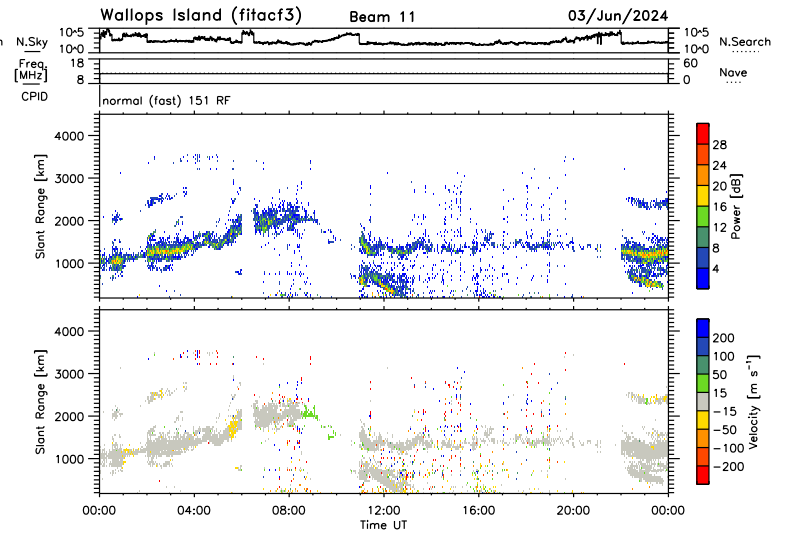 Wallops Island (fitacf3) Beam 11 03/Jun/2024
N.Sky 10^5 10^5 N.Search
10^0 10^0
Freq. 18 60 Nave
[MHz] 8 0
CPID normal (fast) 151 RF
4000
3000
2000
1000
Slant Range [km]
28
24
20
16
12
8
4
Power [dB]
4000
3000
2000
1000
Slant Range [km]
200
100
50
15
−15
−50
−100
−200
Velocity [m s⁻¹]
00:00 04:00 08:00 12:00 16:00 20:00 00:00
Time UT